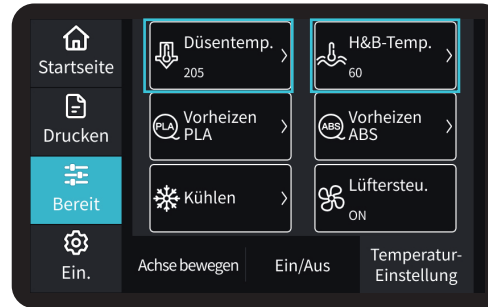 Startseite
Drucken
Bereit
Ein.
Düsentemp.
205
H&B-Temp.
60
PLA
Vorheizen
PLA
ABS
Vorheizen
ABS
Kühlen
Lüftersteu.
ON
Achse bewegen
Ein/Aus
Temperatur-
Einstellung